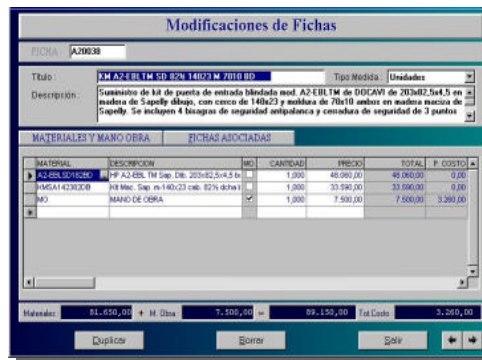 Modificaciones de Fichas
FICHA: A20038
Título : KM A2-EBLTM SD 82N 14023 M 7010 BD Tipo Medida : Unidades
Descripción : Suministro de kit de puerta de entrada blindada mod. A2-EBLTM de DOCAVI de 203x82,5x4,5 en
madera de Sapelly dibujo, con cerco de 140x23 y moldura de 70x10 ambos en madera maciza de
Sapelly. Se incluyen 4 bisagras de seguridad antipalanca y cerradura de seguridad de 3 puntos
MATERIALES Y MANO OBRA FICHAS ASOCIADAS
MATERIAL DESCRIPCION MO CANTIDAD PRECIO TOTAL P. COSTO
A2-EBLSD182BD HP A2-EBL TM Sap. Dib. 203x82,5x4,5 bl 1,000 48.060,00 48.060,00 0,00
KMSA142382DB Kit Mac. Sap. m-140x23 cab. 82½ dcha b 1,000 33.590,00 33.590,00 0,00
MO MANO DE OBRA 1,000 7.500,00 7.500,00 3.260,00
Materiales : 81.650,00 + M. Obra : 7.500,00 = 89.150,00 Tot.Costo : 3.260,00
Duplicar Borrar Salir